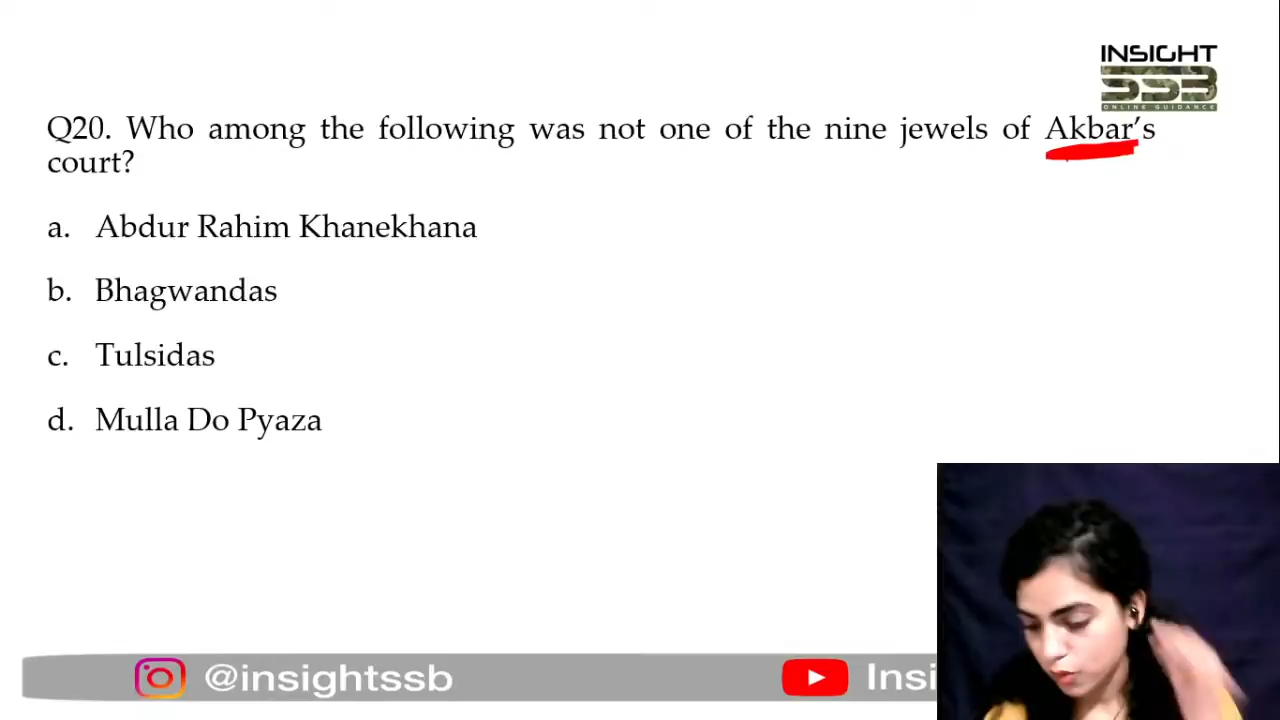 INSIGHT
SSB
ONLINE GUIDANCE
Q20. Who among the following was not one of the nine jewels of Akbar’s
court?
a. Abdur Rahim Khanekhana
b. Bhagwandas
c. Tulsidas
d. Mulla Do Pyaza
@insightssb
Insi